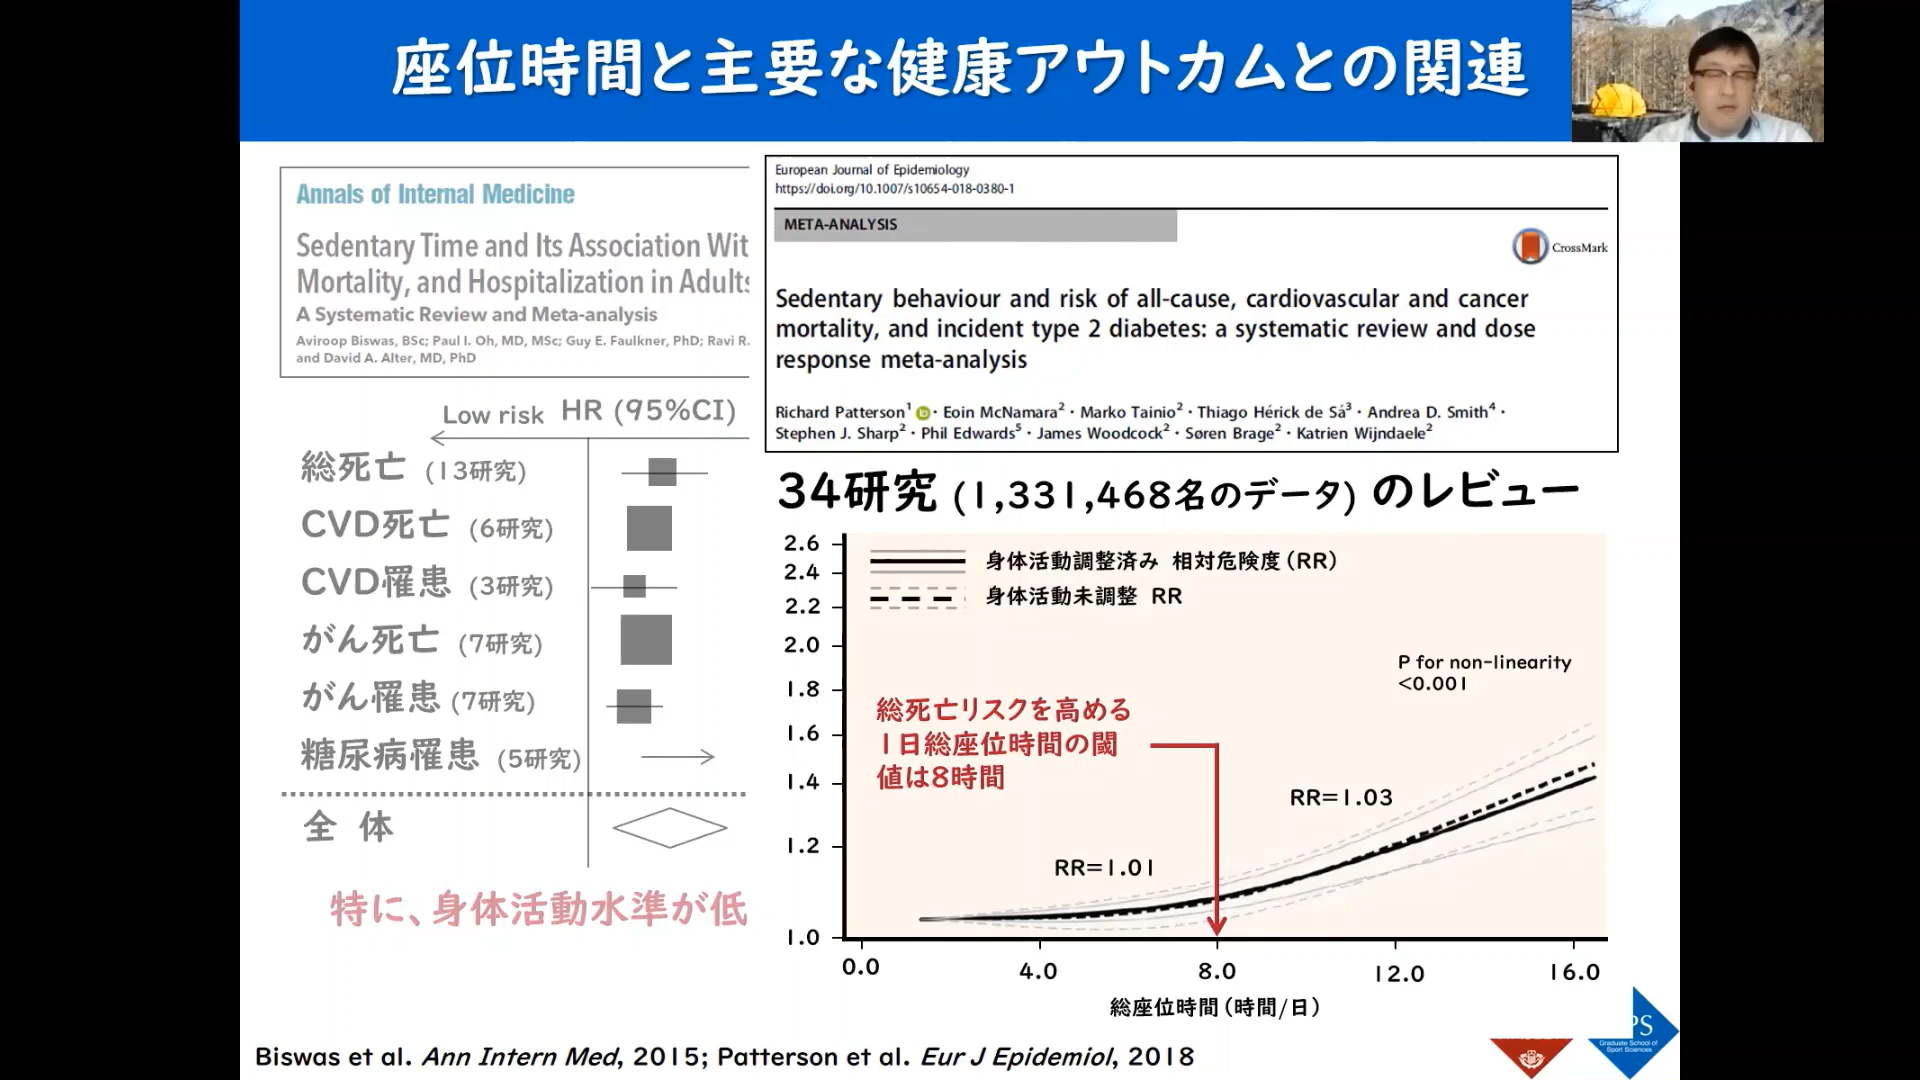 座位時間と主要な健康アウトカムとの関連
Annals of Internal Medicine
Sedentary Time and Its Association Wit
Mortality, and Hospitalization in Adults
A Systematic Review and Meta-analysis
Aviroop Biswas, BSc; Paul I. Oh, MD, MSc; Guy E. Faulkner, PhD; Ravi R.
and David A. Alter, MD, PhD
Low risk HR (95%CI)
総死亡 (13研究)
CVD死亡 (6研究)
CVD罹患 (3研究)
がん死亡 (7研究)
がん罹患 (7研究)
糖尿病罹患 (5研究)
全 体
特に、身体活動水準が低
European Journal of Epidemiology
https://doi.org/10.1007/s10654-018-0380-1
META-ANALYSIS
CrossMark
Sedentary behaviour and risk of all-cause, cardiovascular and cancer
mortality, and incident type 2 diabetes: a systematic review and dose
response meta-analysis
Richard Patterson1 · Eoin McNamara2 · Marko Tainio2 · Thiago Hérick de Sá3 · Andrea D. Smith4 ·
Stephen J. Sharp2 · Phil Edwards5 · James Woodcock2 · Søren Brage2 · Katrien Wijndaele2
34研究 (1,331,468名のデータ) のレビュー
2.6
2.4
2.2
2.0
1.8
1.6
1.4
1.2
1.0
身体活動調整済み 相対危険度(RR)
身体活動未調整 RR
P for non-linearity
<0.001
総死亡リスクを高める
1日総座位時間の閾
値は8時間
RR=1.03
RR=1.01
0.0 4.0 8.0 12.0 16.0
総座位時間(時間/日)
Biswas et al. Ann Intern Med, 2015; Patterson et al. Eur J Epidemiol, 2018
PS
Graduate School of
Sport Sciences